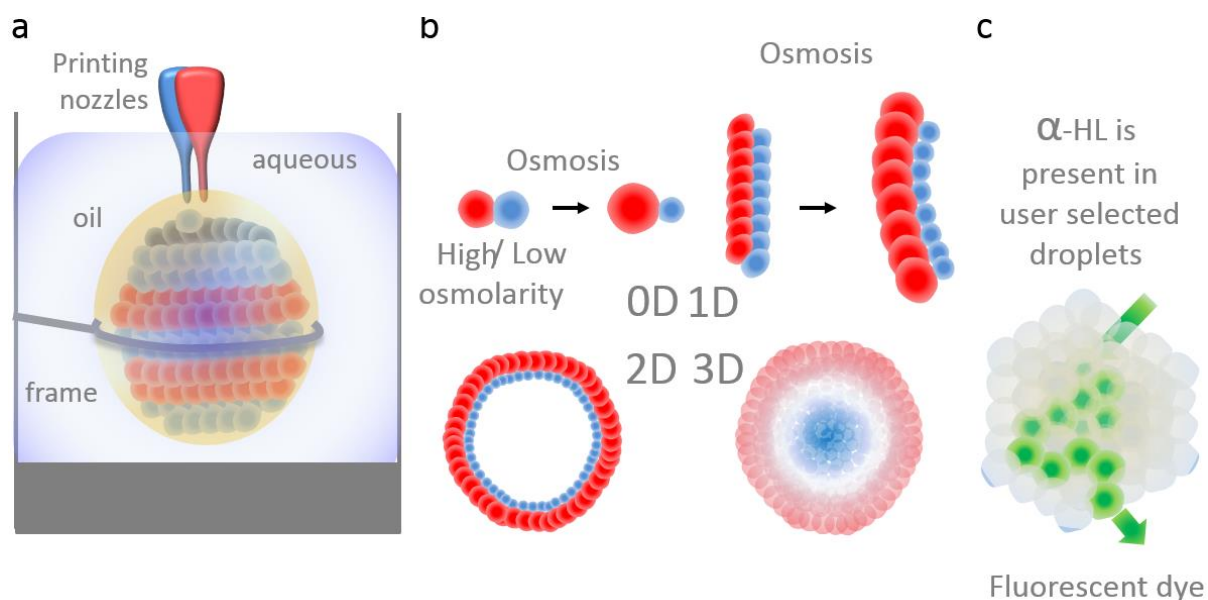 a
Printing
nozzles
aqueous
oil
frame
b
Osmosis
High/ Low
osmolarity
Osmosis
0D 1D
2D 3D
c
α-HL is
present in
user selected
droplets
Fluorescent dye